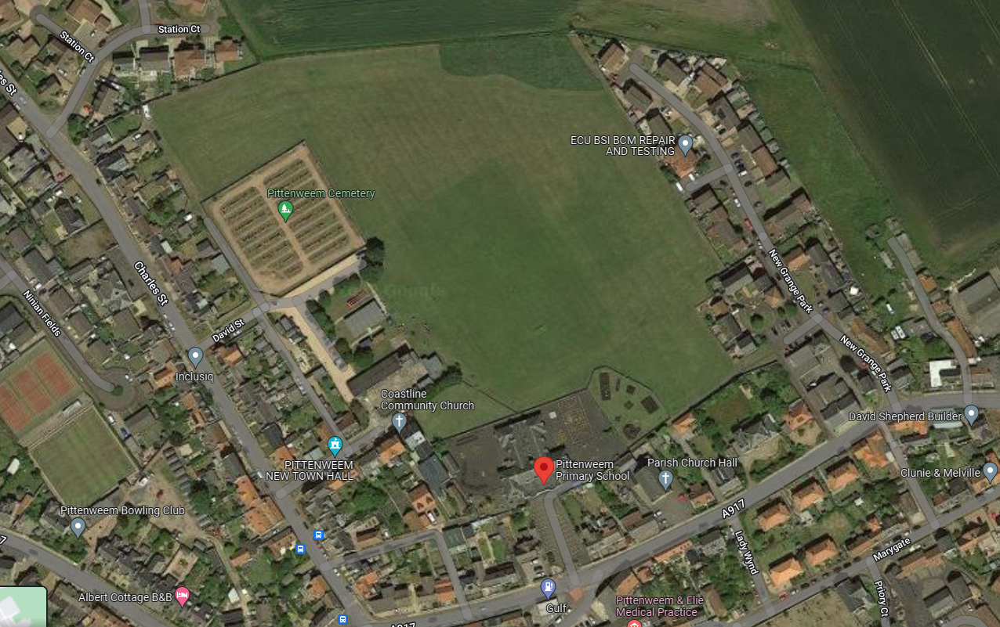 Station Ct
Station Ct
es St
ECU BSI BCM REPAIR
AND TESTING
Pittenweem Cemetery
Google
Charles St
New Grange Park
Ninian Fields
David St
New Grange Park
Inclusiq
Coastline
Community Church
David Shepherd Builder
PITTENWEEM
NEW TOWN HALL
Pittenweem
Primary School
Parish Church Hall
Clunie & Melville
A917
Pittenweem Bowling Club
7
Lady Wynd
Marygate
Albert Cottage B&B
Gulf
Pittenweem & Elie
Medical Practice
Priory Ct
A917